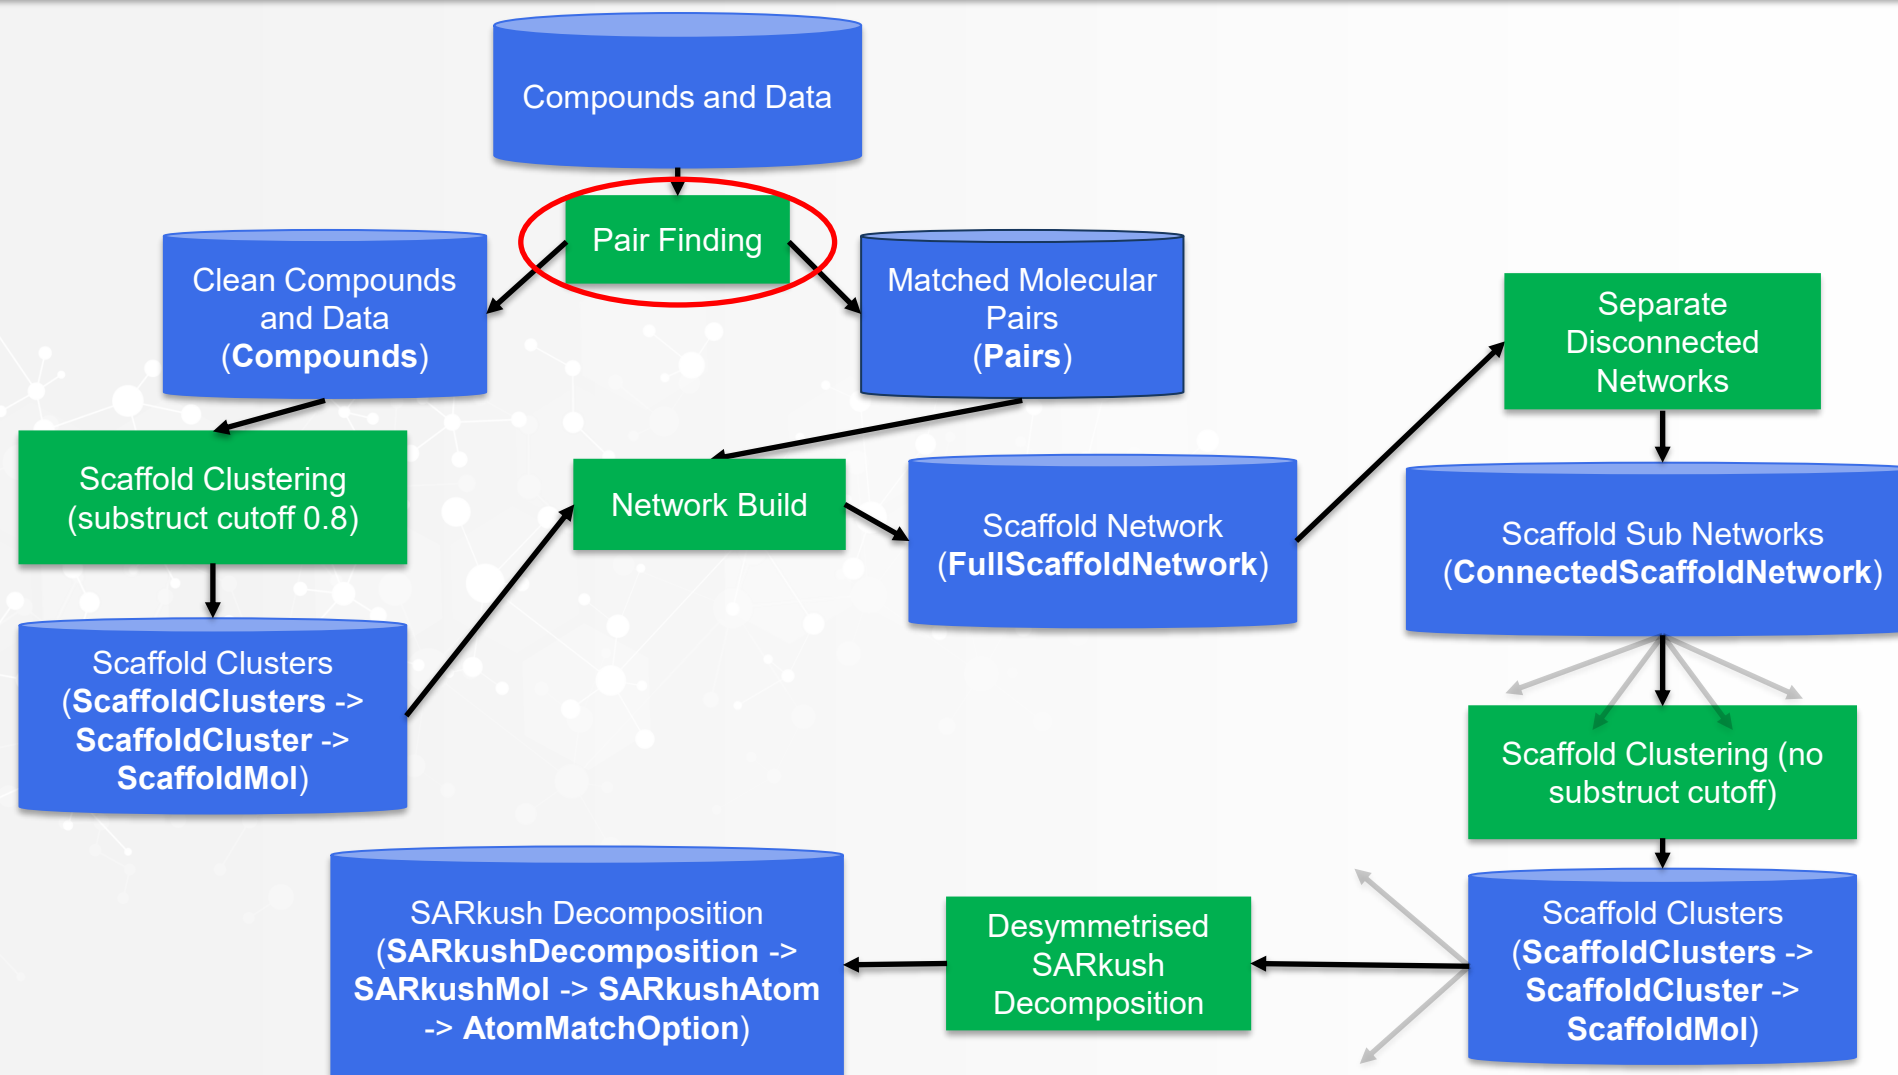 Compounds and Data
Pair Finding
Clean Compounds
and Data
(Compounds)
Matched Molecular
Pairs
(Pairs)
Separate
Disconnected
Networks
Scaffold Clustering
(substruct cutoff 0.8)
Network Build
Scaffold Network
(FullScaffoldNetwork)
Scaffold Sub Networks
(ConnectedScaffoldNetwork)
Scaffold Clusters
(ScaffoldClusters ->
ScaffoldCluster ->
ScaffoldMol)
Scaffold Clustering (no
substruct cutoff)
SARkush Decomposition
(SARkushDecomposition ->
SARkushMol -> SARkushAtom
-> AtomMatchOption)
Desymmetrised
SARkush
Decomposition
Scaffold Clusters
(ScaffoldClusters ->
ScaffoldCluster ->
ScaffoldMol)